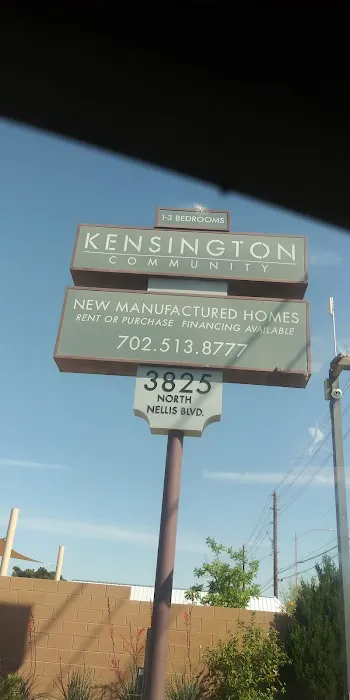 1-3 BEDROOMS
KENSINGTON
COMMUNITY
NEW MANUFACTURED HOMES
RENT OR PURCHASE FINANCING AVAILABLE
702.513.8777
3825
NORTH
NELLIS BLVD.